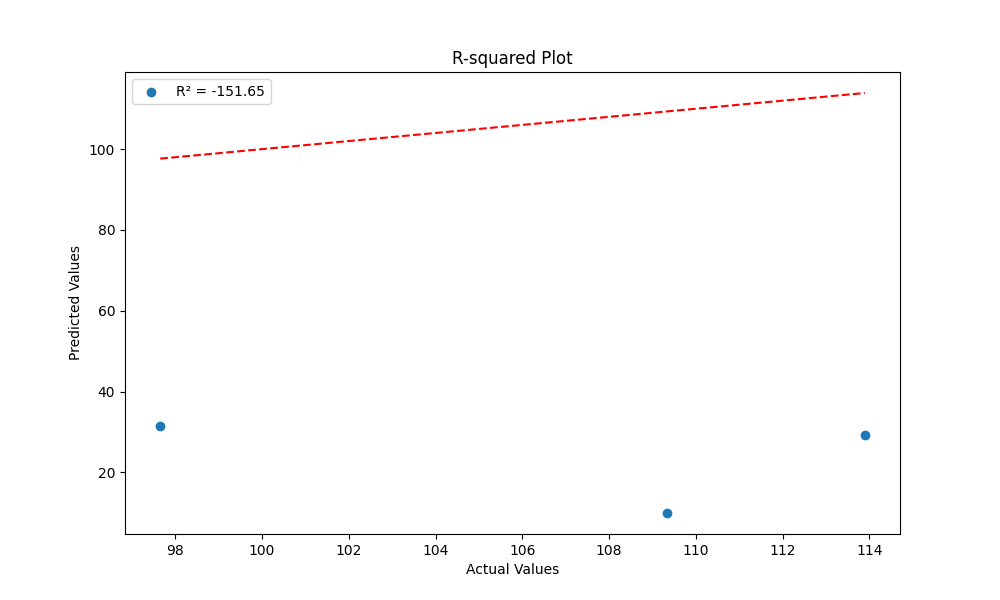 R-squared Plot
R² = -151.65
100
80
60
40
20
Predicted Values
98 100 102 104 106 108 110 112 114
Actual Values